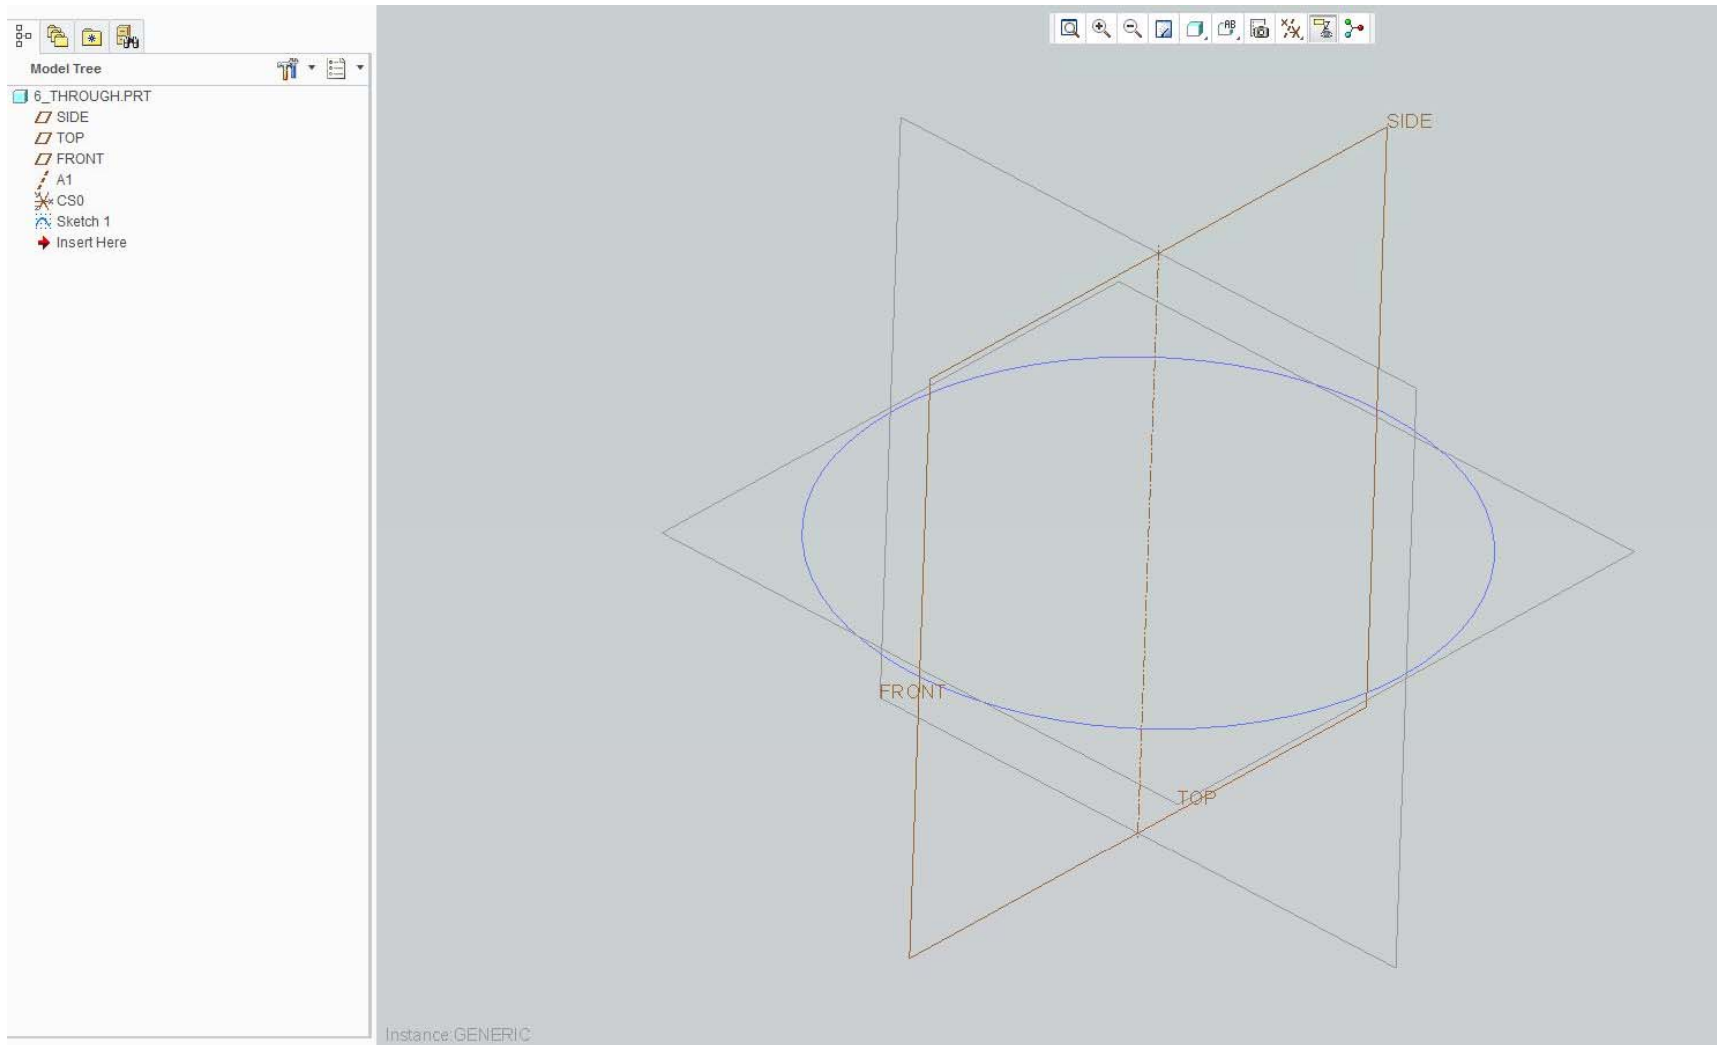 Model Tree
6_THROUGH.PRT
SIDE
TOP
FRONT
A1
CS0
Sketch 1
Insert Here
SIDE
FRONT
TOP
Instance:GENERIC